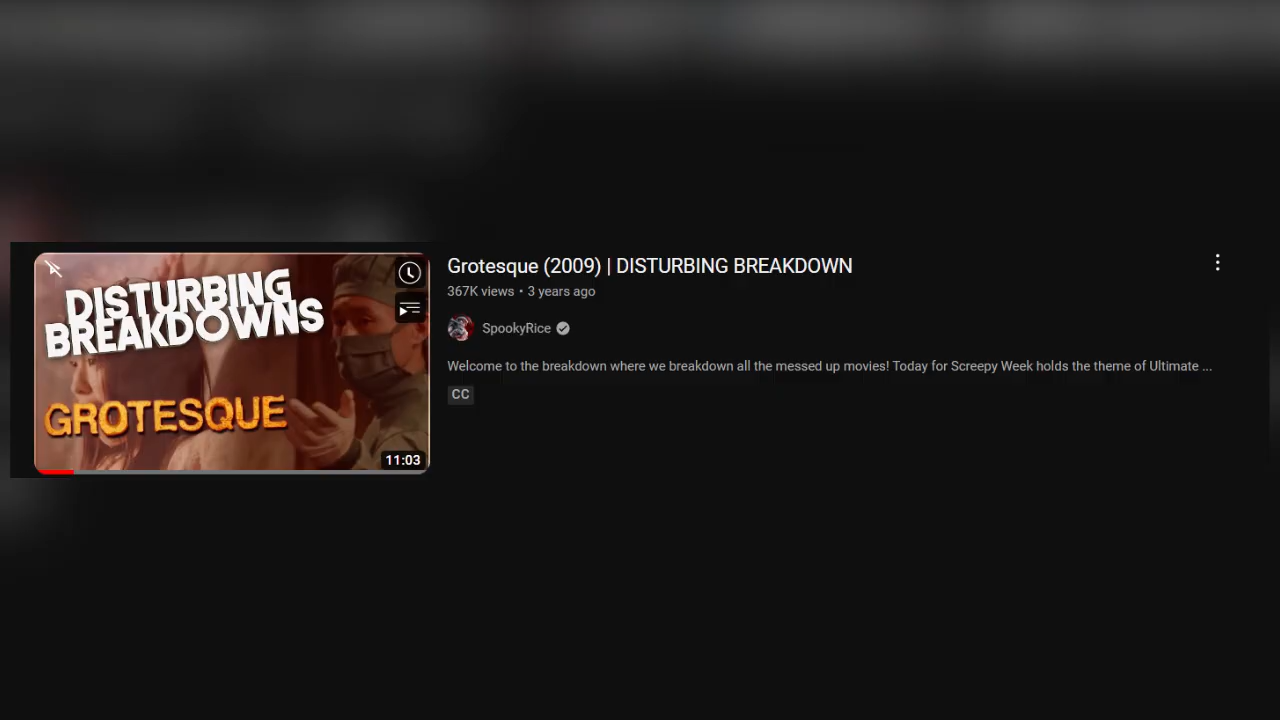 DISTURBING
BREAKDOWNS
GROTESQUE
11:03
Grotesque (2009) | DISTURBING BREAKDOWN
367K views • 3 years ago
SpookyRice
Welcome to the breakdown where we breakdown all the messed up movies! Today for Screepy Week holds the theme of Ultimate ...
CC